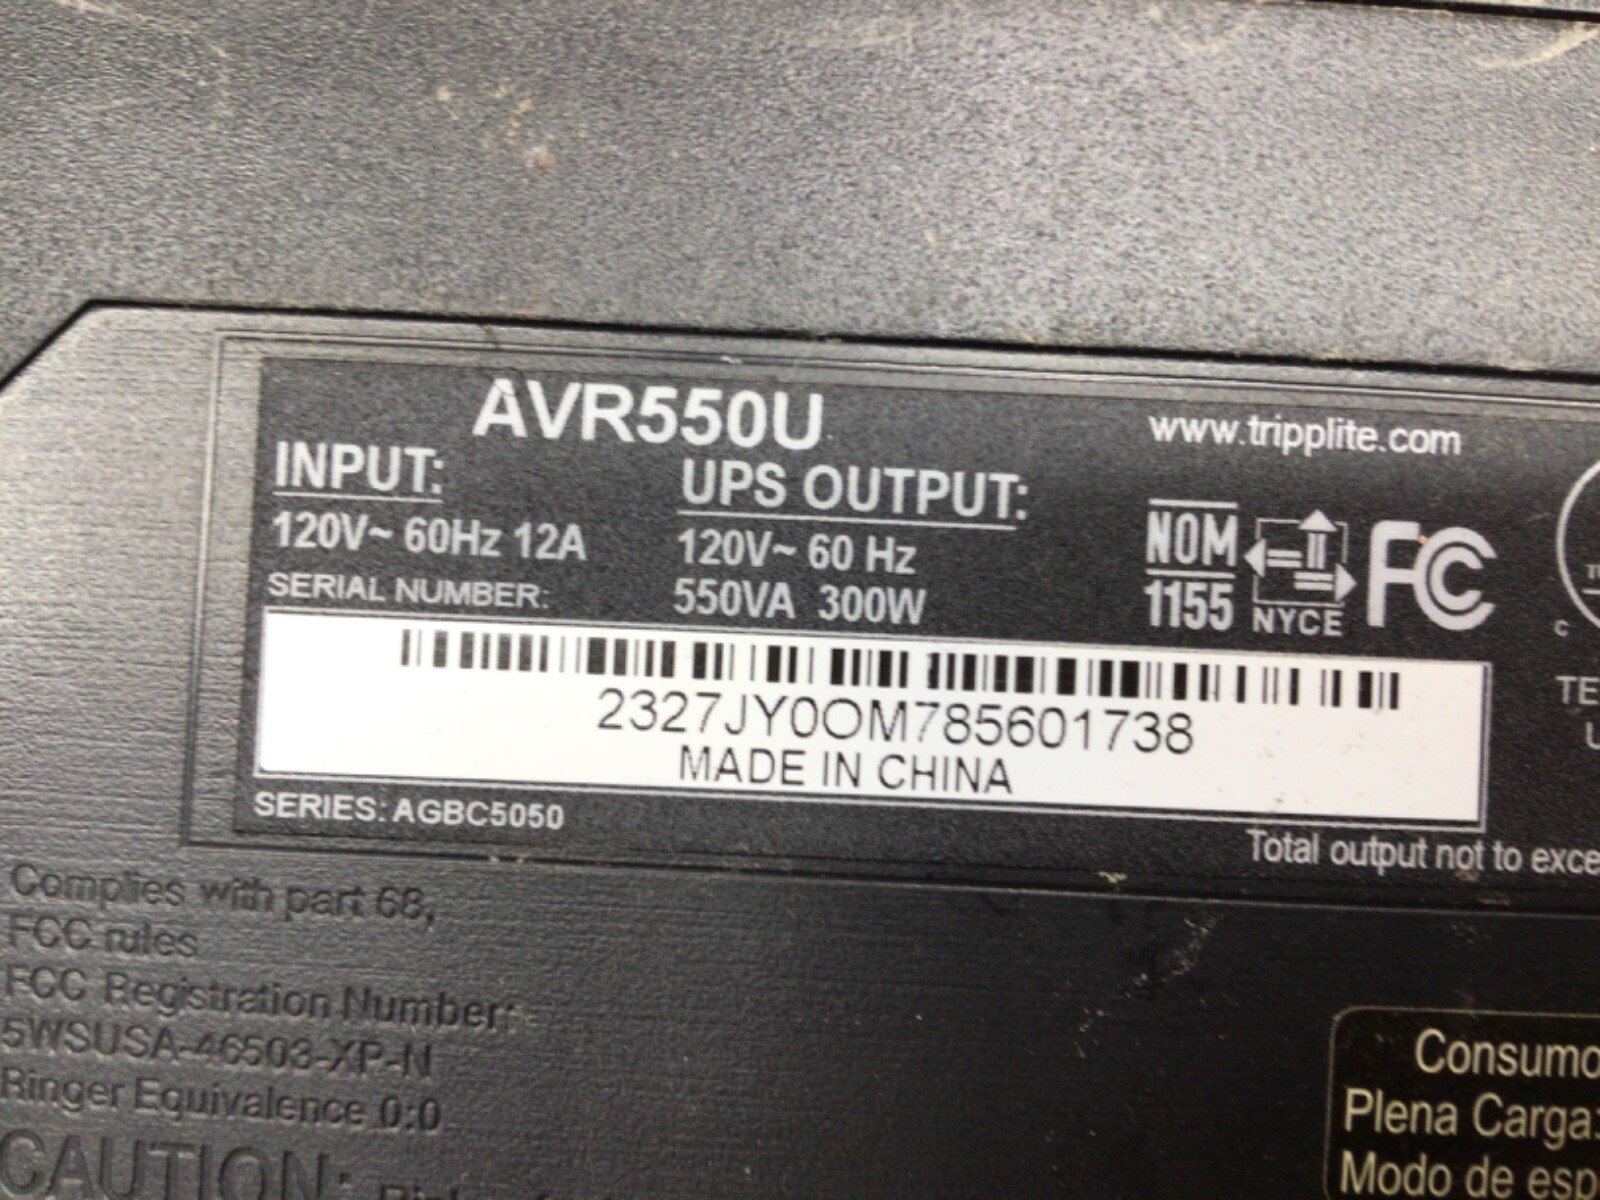 AVR550U
www.tripplite.com
INPUT:
UPS OUTPUT:
120V~ 60Hz 12A
120V~ 60 Hz
SERIAL NUMBER:
550VA 300W
NOM
1155
NYCE
FC
c
TE
2327JY0OM785601738
MADE IN CHINA
SERIES: AGBC5050
Total output not to exce
Complies with part 68,
FCC rules
FCC Registration Number:
5WSUSA-46503-XP-N
Ringer Equivalence 0:0
CAUTION:
Consumo
Plena Carga:
Modo de esp